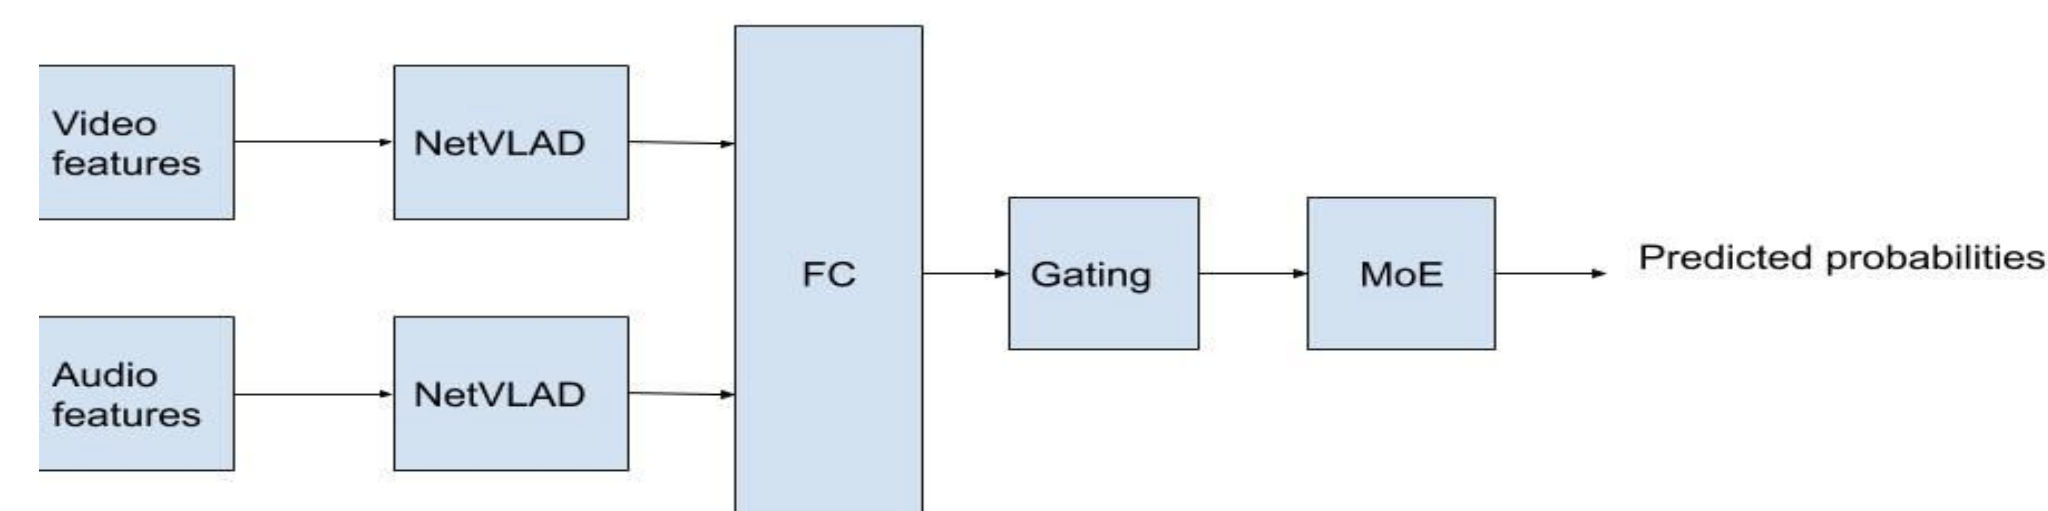 Video
features
NetVLAD
Audio
features
NetVLAD
FC
Gating
MoE
Predicted probabilities